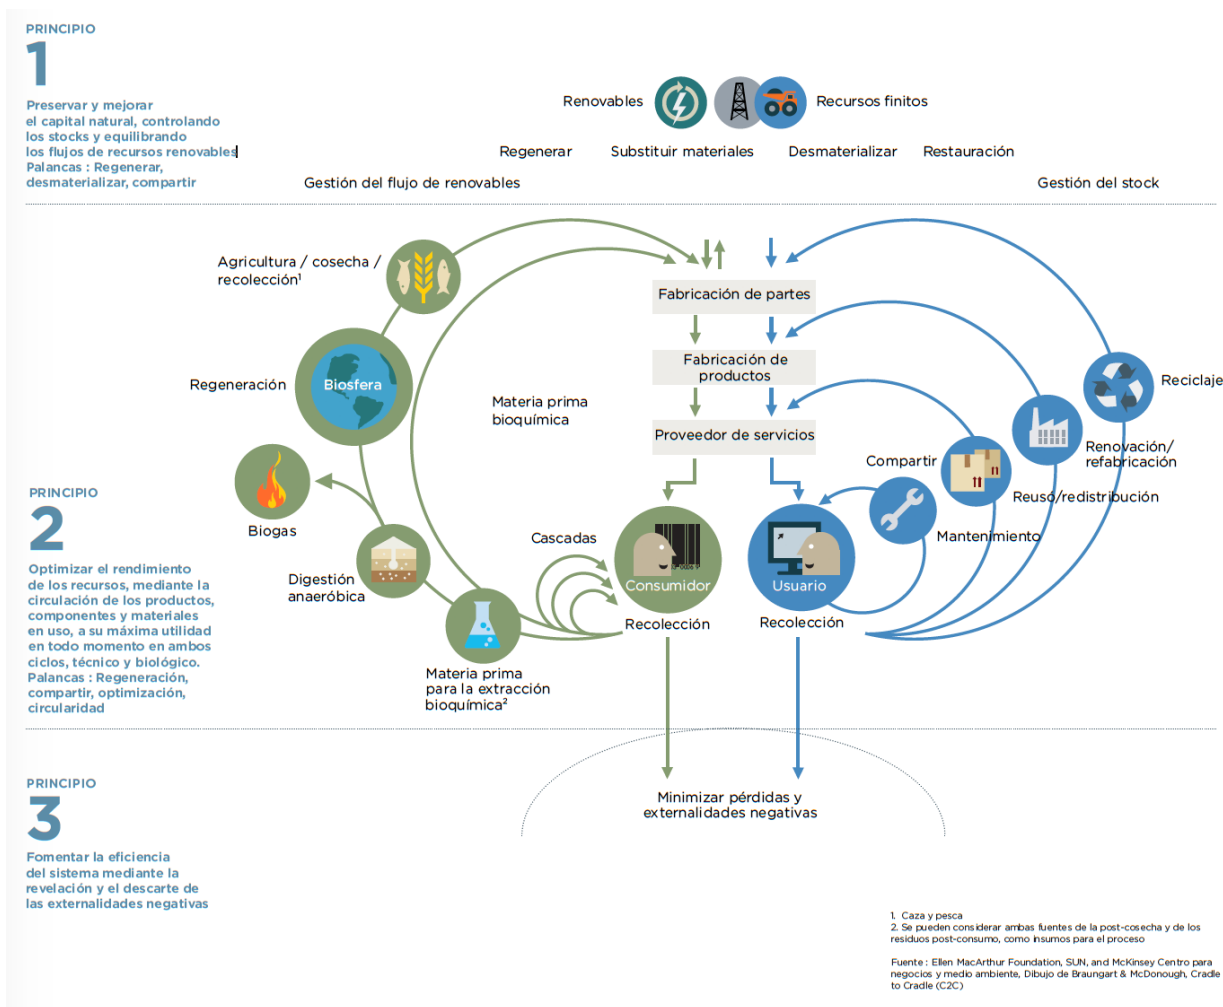 PRINCIPIO
1
Preservar y mejorar
el capital natural, controlando
los stocks y equilibrando
los flujos de recursos renovables
Palancas : Regenerar,
desmaterializar, compartir
Renovables
Recursos finitos
Regenerar
Substituir materiales
Desmaterializar
Restauración
Gestión del flujo de renovables
Gestión del stock
Agricultura / cosecha /
recolección¹
Regeneración
Biosfera
Biogas
Digestión
anaeróbica
Materia prima
para la extracción
bioquímica²
Materia prima
bioquímica
Cascadas
Fabricación de partes
Fabricación de
productos
Proveedor de servicios
Consumidor
Recolección
Usuario
Recolección
Compartir
Mantenimiento
Reuso/redistribución
Renovación/
refabricación
Reciclaje
PRINCIPIO
2
Optimizar el rendimiento
de los recursos, mediante la
circulación de los productos,
componentes y materiales
en uso, a su máxima utilidad
en todo momento en ambos
ciclos, técnico y biológico.
Palancas : Regeneración,
compartir, optimización,
circularidad
PRINCIPIO
3
Fomentar la eficiencia
del sistema mediante la
revelación y el descarte de
las externalidades negativas
Minimizar pérdidas y
externalidades negativas
1. Caza y pesca
2. Se pueden considerar ambas fuentes de la post-cosecha y de los
residuos post-consumo, como insumos para el proceso
Fuente : Ellen MacArthur Foundation, SUN, and McKinsey Centro para
negocios y medio ambiente, Dibujo de Braungart & McDonough, Cradle
to Cradle (C2C)